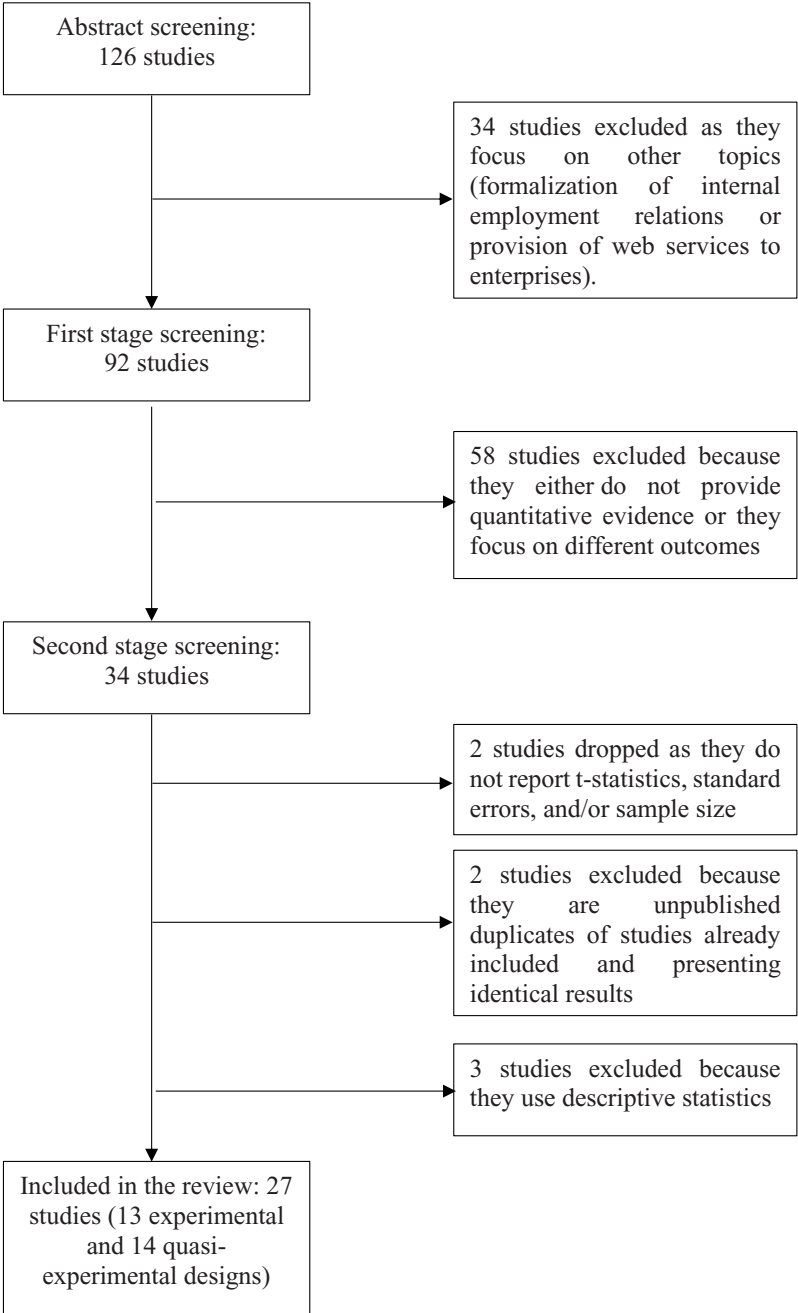 Abstract screening:
126 studies
34 studies excluded as they
focus on other topics
(formalization of internal
employment relations or
provision of web services to
enterprises).
First stage screening:
92 studies
58 studies excluded because
they either do not provide
quantitative evidence or they
focus on different outcomes
Second stage screening:
34 studies
2 studies dropped as they do
not report t-statistics, standard
errors, and/or sample size
2 studies excluded because
they are unpublished
duplicates of studies already
included and presenting
identical results
3 studies excluded because
they use descriptive statistics
Included in the review: 27
studies (13 experimental
and 14 quasi-
experimental designs)